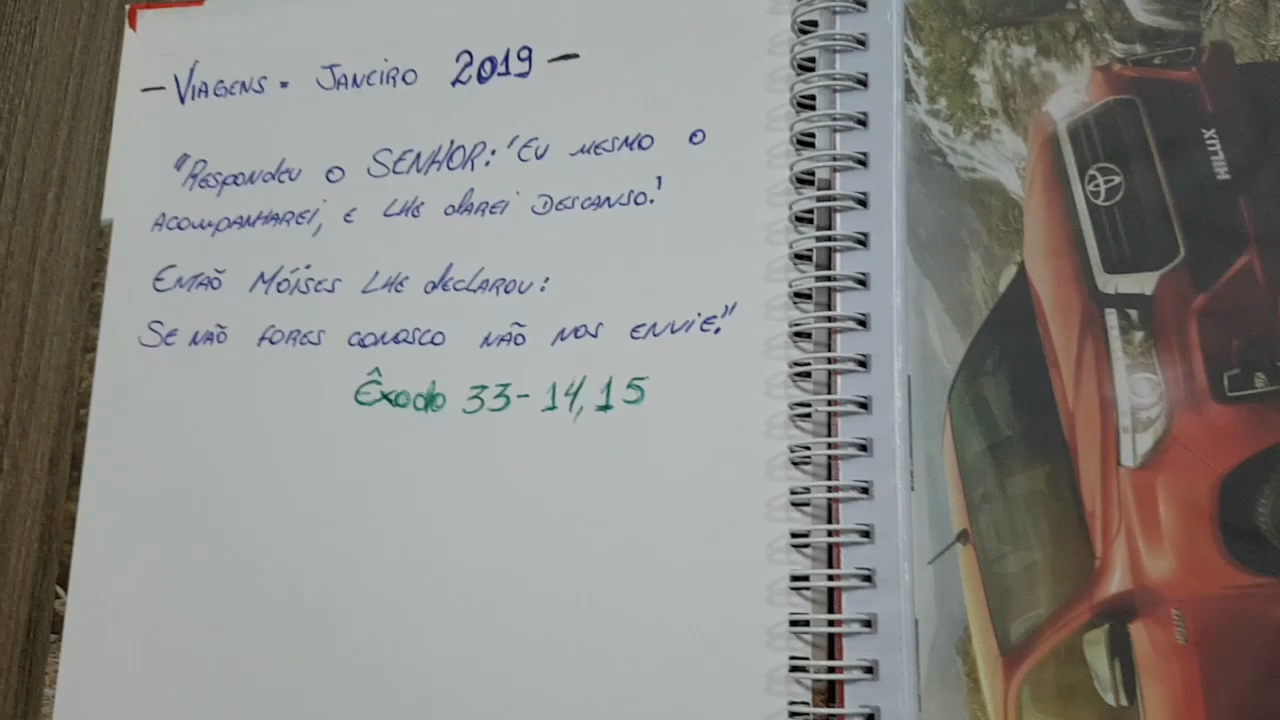 - VIAGENS - JANEIRO 2019 -
"RESPONDEU O SENHOR: 'EU MESMO O
ACOMPANHAREI, E LHE DAREI DESCANSO.'
ENTÃO MÓISES LHE DECLAROU:
SE NÃO FORES CONOSCO NÃO NOS ENVIE."
Êxodo 33-14,15
HILUX
HILUX